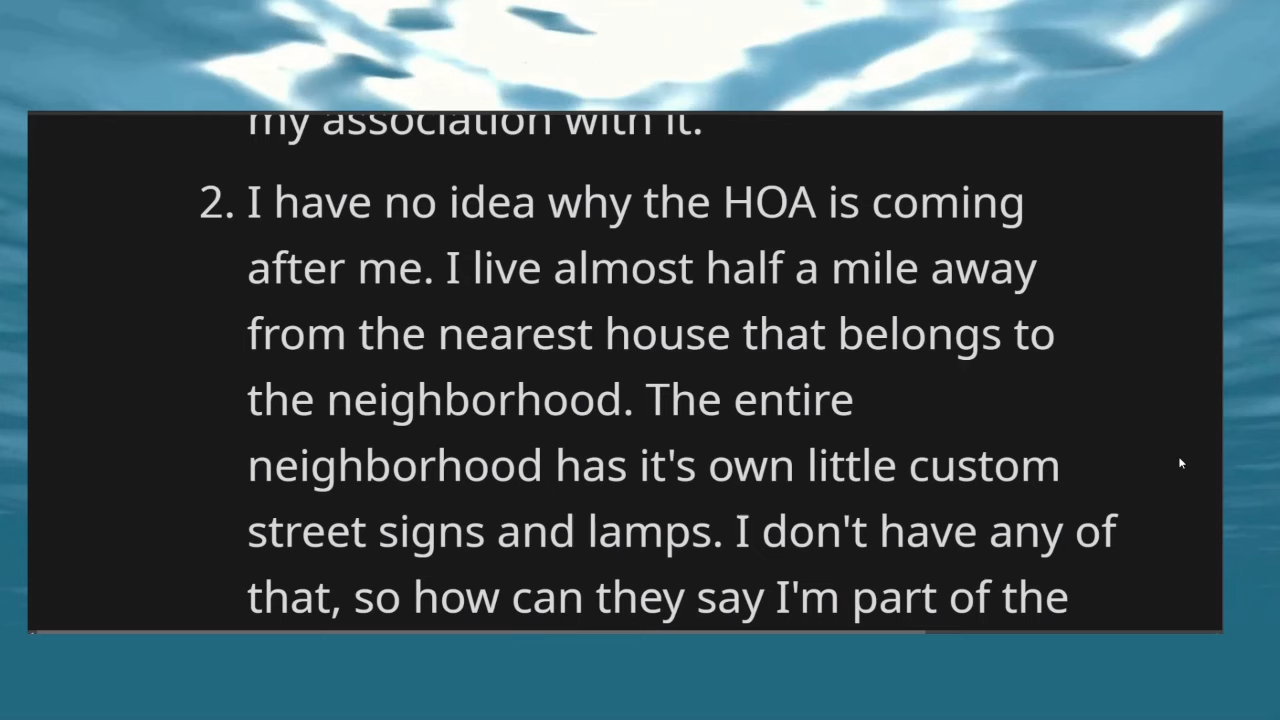 my association with it.
2. I have no idea why the HOA is coming
after me. I live almost half a mile away
from the nearest house that belongs to
the neighborhood. The entire
neighborhood has it's own little custom
street signs and lamps. I don't have any of
that, so how can they say I'm part of the